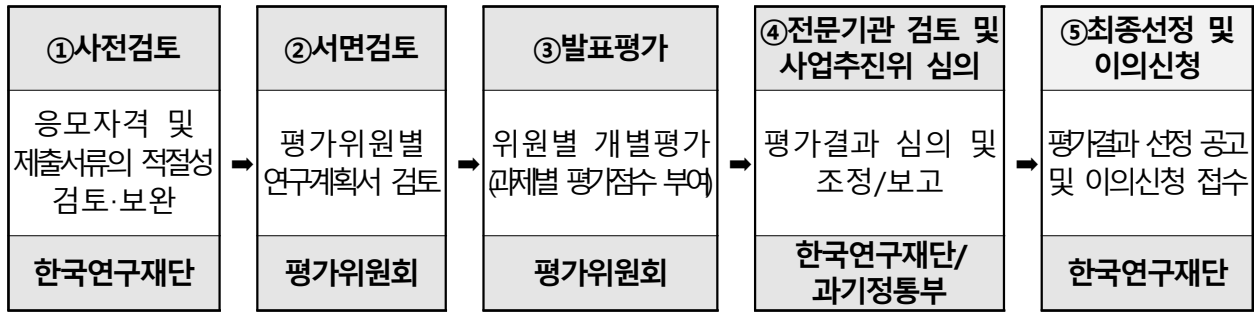 ①사전검토
응모자격 및
제출서류의 적절성
검토·보완
한국연구재단
➡
②서면검토
평가위원별
연구계획서 검토
평가위원회
➡
③발표평가
위원별 개별평가
(과제별 평가점수 부여)
평가위원회
➡
④전문기관 검토 및
사업추진위 심의
평가결과 심의 및
조정/보고
한국연구재단/
과기정통부
➡
⑤최종선정 및
이의신청
평가결과 선정 공고
및 이의신청 접수
한국연구재단